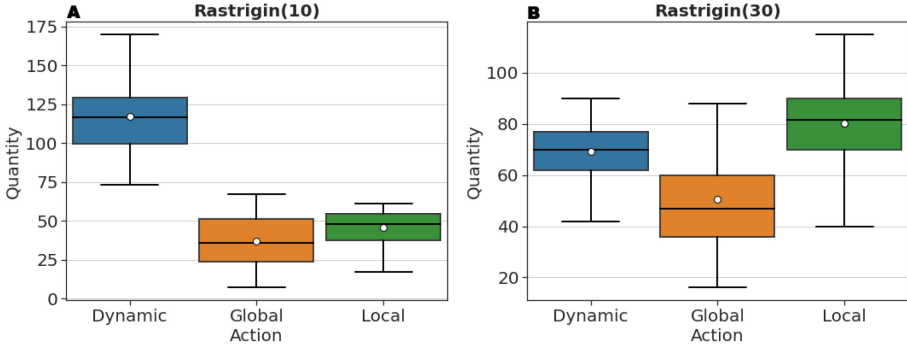 A Rastrigin(10)
175
150
125
100
75
50
25
0
Quantity
Dynamic Global Local
Action
B Rastrigin(30)
100
80
60
40
20
Quantity
Dynamic Global Local
Action